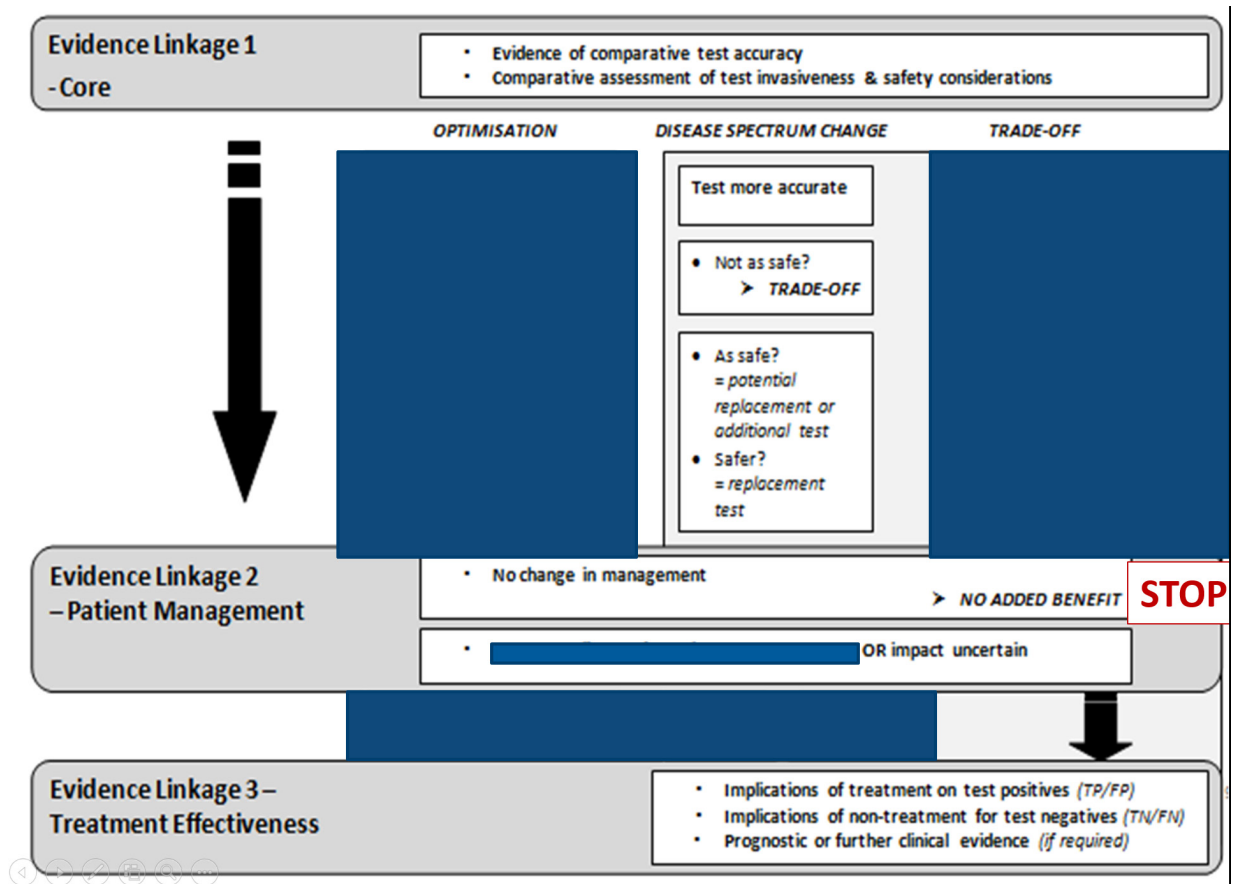 Evidence Linkage 1
- Core
· Evidence of comparative test accuracy
· Comparative assessment of test invasiveness & safety considerations
OPTIMISATION
DISEASE SPECTRUM CHANGE
TRADE-OFF
Test more accurate
• Not as safe?
➢ TRADE-OFF
• As safe?
= potential
replacement or
additional test
• Safer?
= replacement
test
Evidence Linkage 2
– Patient Management
· No change in management
➢ NO ADDED BENEFIT
STOP
· OR impact uncertain
Evidence Linkage 3 –
Treatment Effectiveness
· Implications of treatment on test positives (TP/FP)
· Implications of non-treatment for test negatives (TN/FN)
· Prognostic or further clinical evidence (if required)